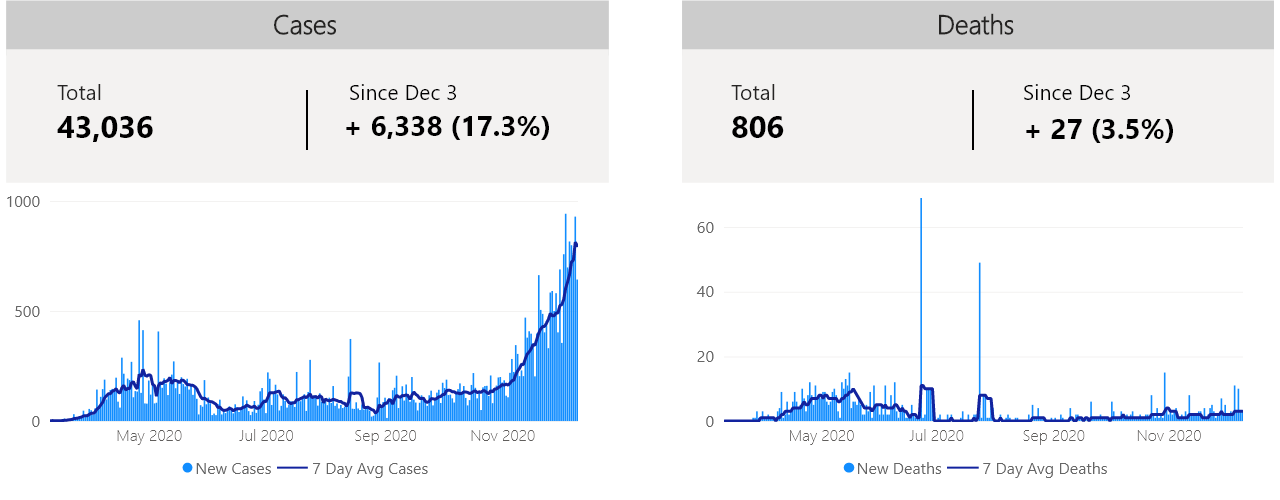 Cases
Total
43,036
Since Dec 3
+ 6,338 (17.3%)
1000
500
0
May 2020
Jul 2020
Sep 2020
Nov 2020
New Cases
7 Day Avg Cases
Deaths
Total
806
Since Dec 3
+ 27 (3.5%)
60
40
20
0
May 2020
Jul 2020
Sep 2020
Nov 2020
New Deaths
7 Day Avg Deaths